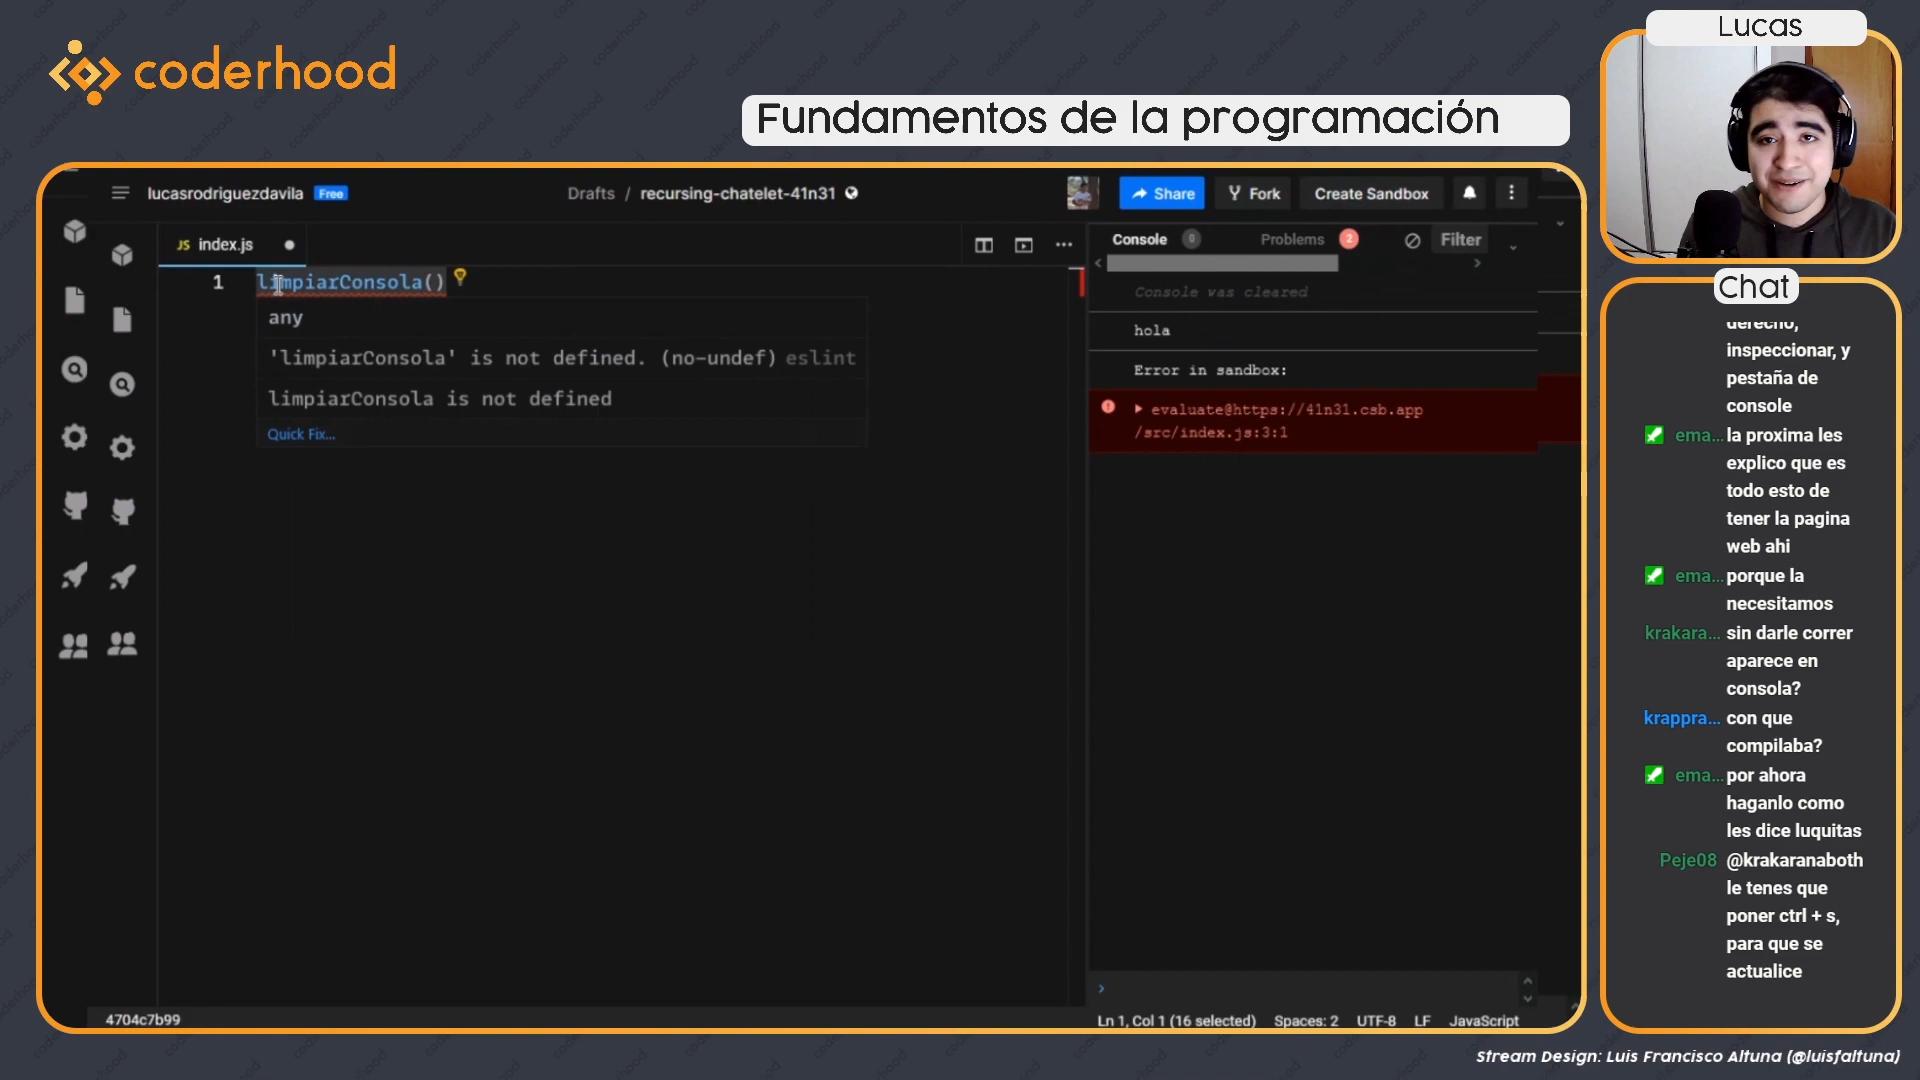 coderhood
Fundamentos de la programación
Lucas
lucasrodriguezdavila Free
Drafts / recursing-chatelet-41n31
Share
Fork
Create Sandbox
JS index.js
Console 0
Problems 2
Filter
1 limpiarConsola()
any
'limpiarConsola' is not defined. (no-undef) eslint
limpiarConsola is not defined
Quick Fix...
Console was cleared
hola
Error in sandbox:
evaluate@https://41n31.csb.app
/src/index.js:3:1
4704c7b99
Ln 1, Col 1 (16 selected) Spaces: 2 UTF-8 LF JavaScript
Chat
derecho,
inspeccionar, y
pestaña de
console
ema... la proxima les
explico que es
todo esto de
tener la pagina
web ahi
ema... porque la
necesitamos
krakara... sin darle correr
aparece en
consola?
krappra... con que
compilaba?
ema... por ahora
haganlo como
les dice luquitas
Peje08 @krakaranaboth
le tenes que
poner ctrl + s,
para que se
actualice
Stream Design: Luis Francisco Altuna (@luisfaltuna)